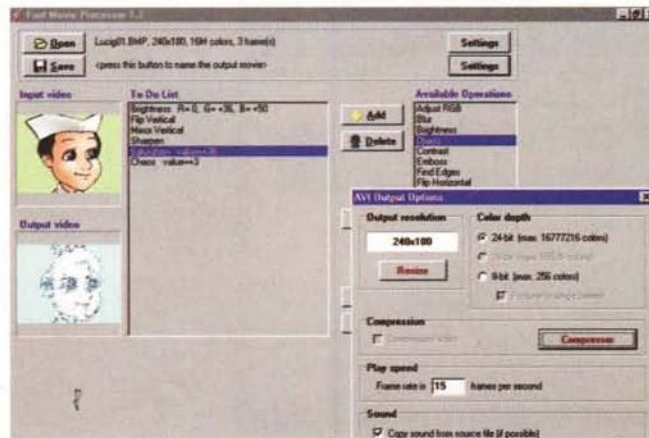 Fast Movie Processor 1.2
Open
Lucig01.BMP, 240x180, 16M colors, 3 frame(s)
Settings
Save
<press this button to name the output movie>
Settings
Input video
To Do List
Available Operations
Brightness R= 0, G= +36, B= +50
Flip Vertical
Mosx Vertical
Sharpen
Chaos value=+3
Add
Delete
Adjust RGB
Blur
Brightness
Chaos
Contrast
Emboss
Find Edges
Flip Horizontal
Output video
AVI Output Options
Output resolution
240x180
Resize
Color depth
24-bit (max. 16777216 colors)
8-bit (max. 256 colors)
Compression
Compressor
Play speed
Frame rate is 15 frames per second
Sound
Copy sound from source file (if possible)